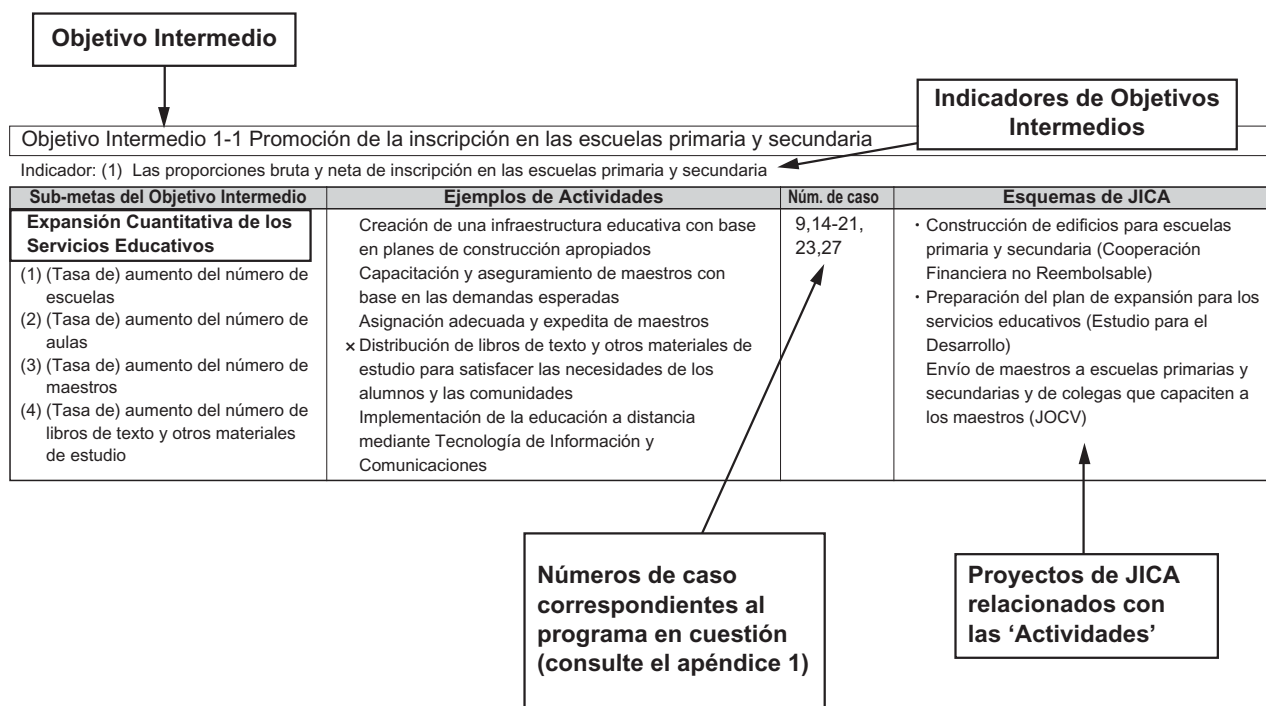 Objetivo Intermedio
Indicadores de Objetivos
Intermedios
Objetivo Intermedio 1-1 Promoción de la inscripción en las escuelas primaria y secundaria
Indicador: (1) Las proporciones bruta y neta de inscripción en las escuelas primaria y secundaria
Sub-metas del Objetivo Intermedio
Expansión Cuantitativa de los
Servicios Educativos
(1) (Tasa de) aumento del número de
escuelas
(2) (Tasa de) aumento del número de
aulas
(3) (Tasa de) aumento del número de
maestros
(4) (Tasa de) aumento del número de
libros de texto y otros materiales
de estudio
Ejemplos de Actividades
Creación de una infraestructura educativa con base
en planes de construcción apropiados
Capacitación y aseguramiento de maestros con
base en las demandas esperadas
Asignación adecuada y expedita de maestros
× Distribución de libros de texto y otros materiales de
estudio para satisfacer las necesidades de los
alumnos y las comunidades
Implementación de la educación a distancia
mediante Tecnología de Información y
Comunicaciones
Núm. de caso
9,14-21,
23,27
Esquemas de JICA
・Construcción de edificios para escuelas
primaria y secundaria (Cooperación
Financiera no Reembolsable)
・Preparación del plan de expansión para los
servicios educativos (Estudio para el
Desarrollo)
Envío de maestros a escuelas primarias y
secundarias y de colegas que capaciten a
los maestros (JOCV)
Números de caso
correspondientes al
programa en cuestión
(consulte el apéndice 1)
Proyectos de JICA
relacionados con
las ‘Actividades’